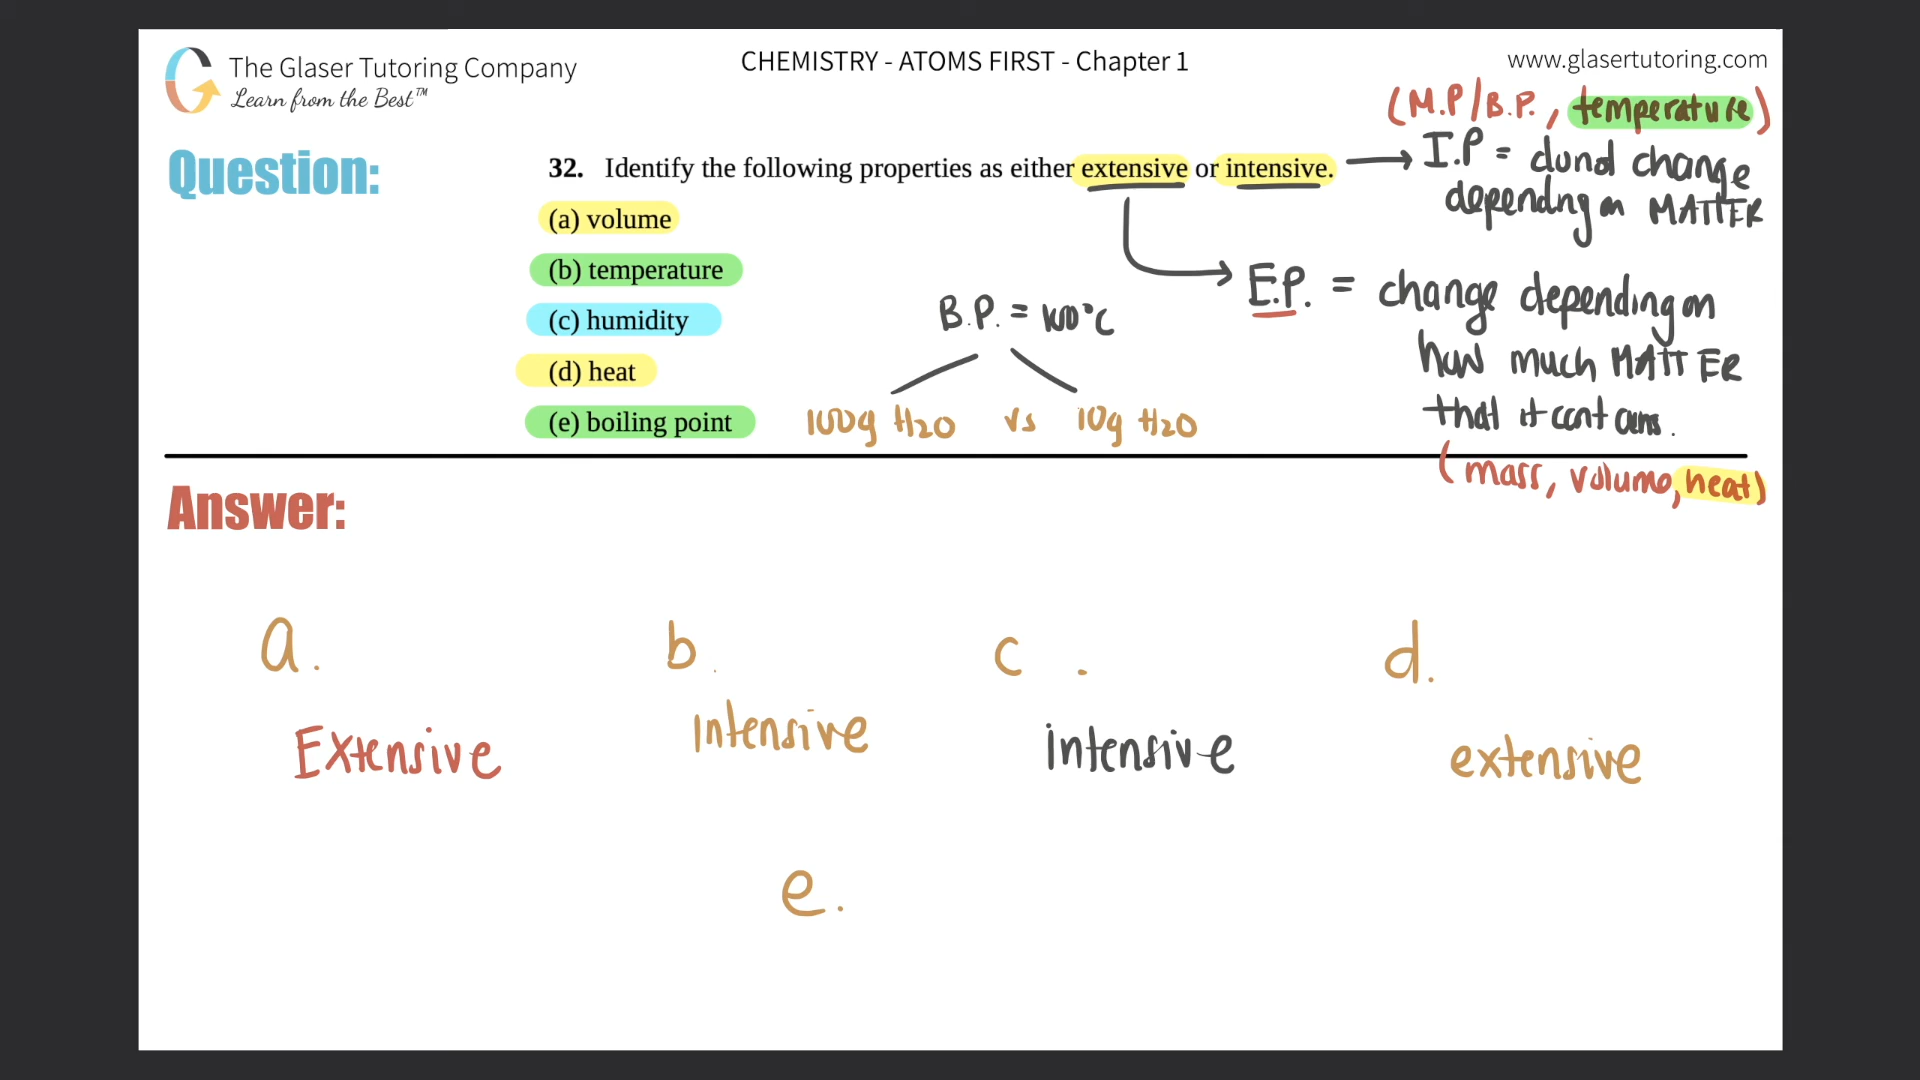 The Glaser Tutoring Company
Learn from the Best™
CHEMISTRY - ATOMS FIRST - Chapter 1
www.glasertutoring.com
(M.P/B.P., temperature)
Question:
32. Identify the following properties as either extensive or intensive.
I.P = dond change
depending on MATTER
(a) volume
(b) temperature
(c) humidity
(d) heat
(e) boiling point
E.P. = change depending on
how much MATTER
that it contains.
(mass, volume, heat)
B.P. = 100°C
100g H2O vs 10g H2O
Answer:
a. b. c. d.
Extensive Intensive intensive extensive
e.